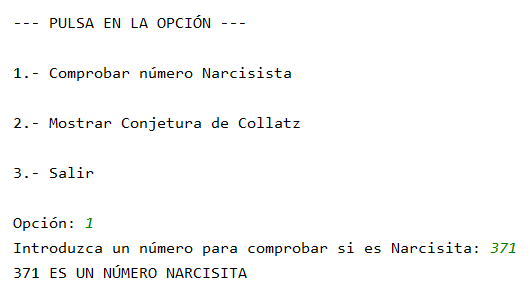 --- PULSA EN LA OPCIÓN ---
1.- Comprobar número Narcisista
2.- Mostrar Conjetura de Collatz
3.- Salir
Opción: 1
Introduzca un número para comprobar si es Narcisita: 371
371 ES UN NÚMERO NARCISITA